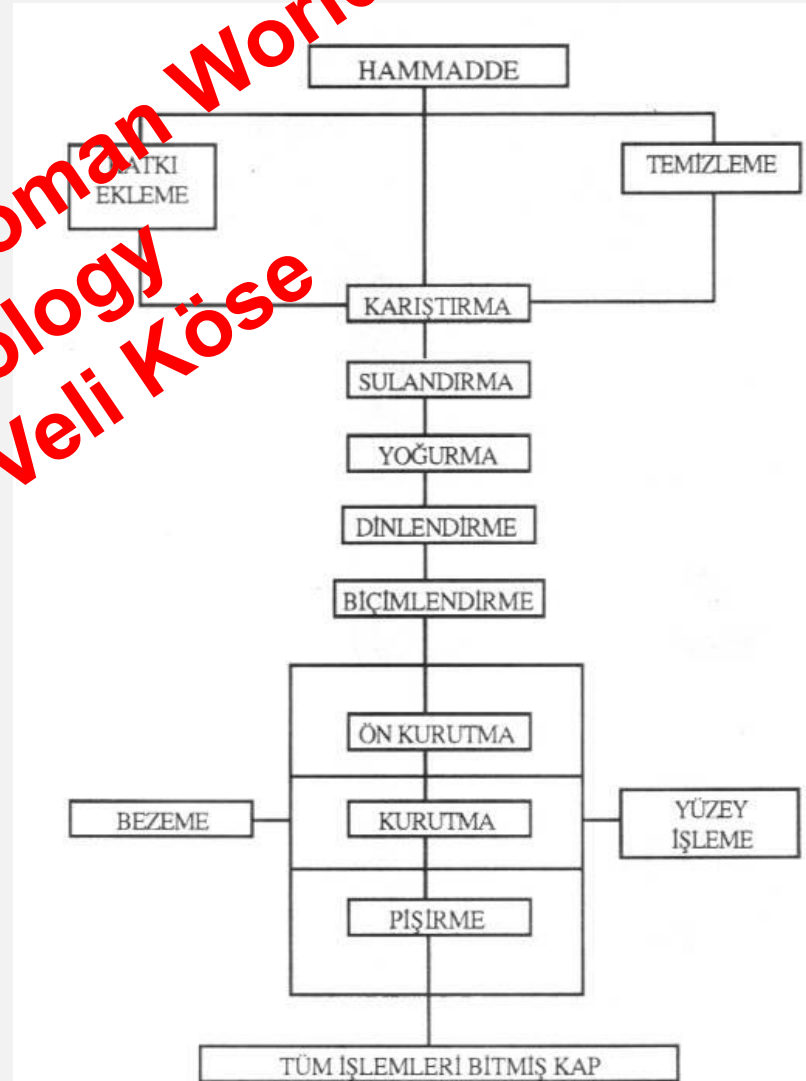 HAMMADDE
KATKI
EKLEME
TEMİZLEME
KARIŞTIRMA
SULANDIRMA
YOĞURMA
DİNLENDİRME
BİÇİMLENDİRME
ÖN KURUTMA
BEZEME
KURUTMA
YÜZEY
İŞLEME
PİŞİRME
TÜM İŞLEMLERİ BİTMİŞ KAP
Veli Köse